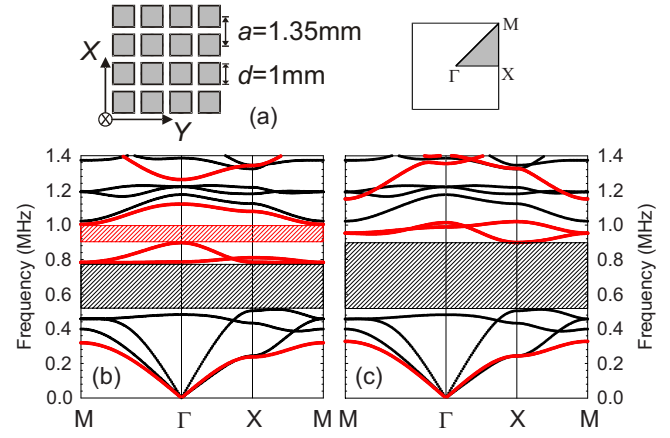 a=1.35mm
d=1mm
X
Y
(a)
M
Γ
X
1.4
1.2
1.0
0.8
0.6
0.4
0.2
0.0
Frequency (MHz)
(b)
M
Γ
X
M
(c)
M
Γ
X
M
1.4
1.2
1.0
0.8
0.6
0.4
0.2
0.0
Frequency (MHz)